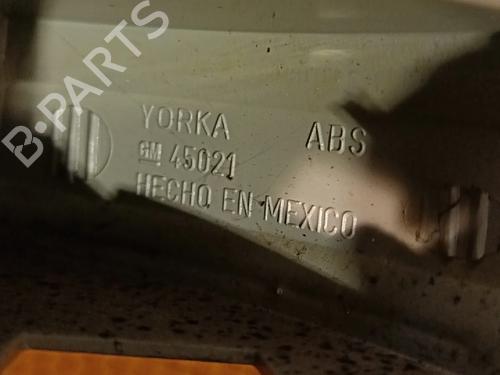 B-PARTS
YORKA ABS
GM 45021
HECHO EN MEXICO